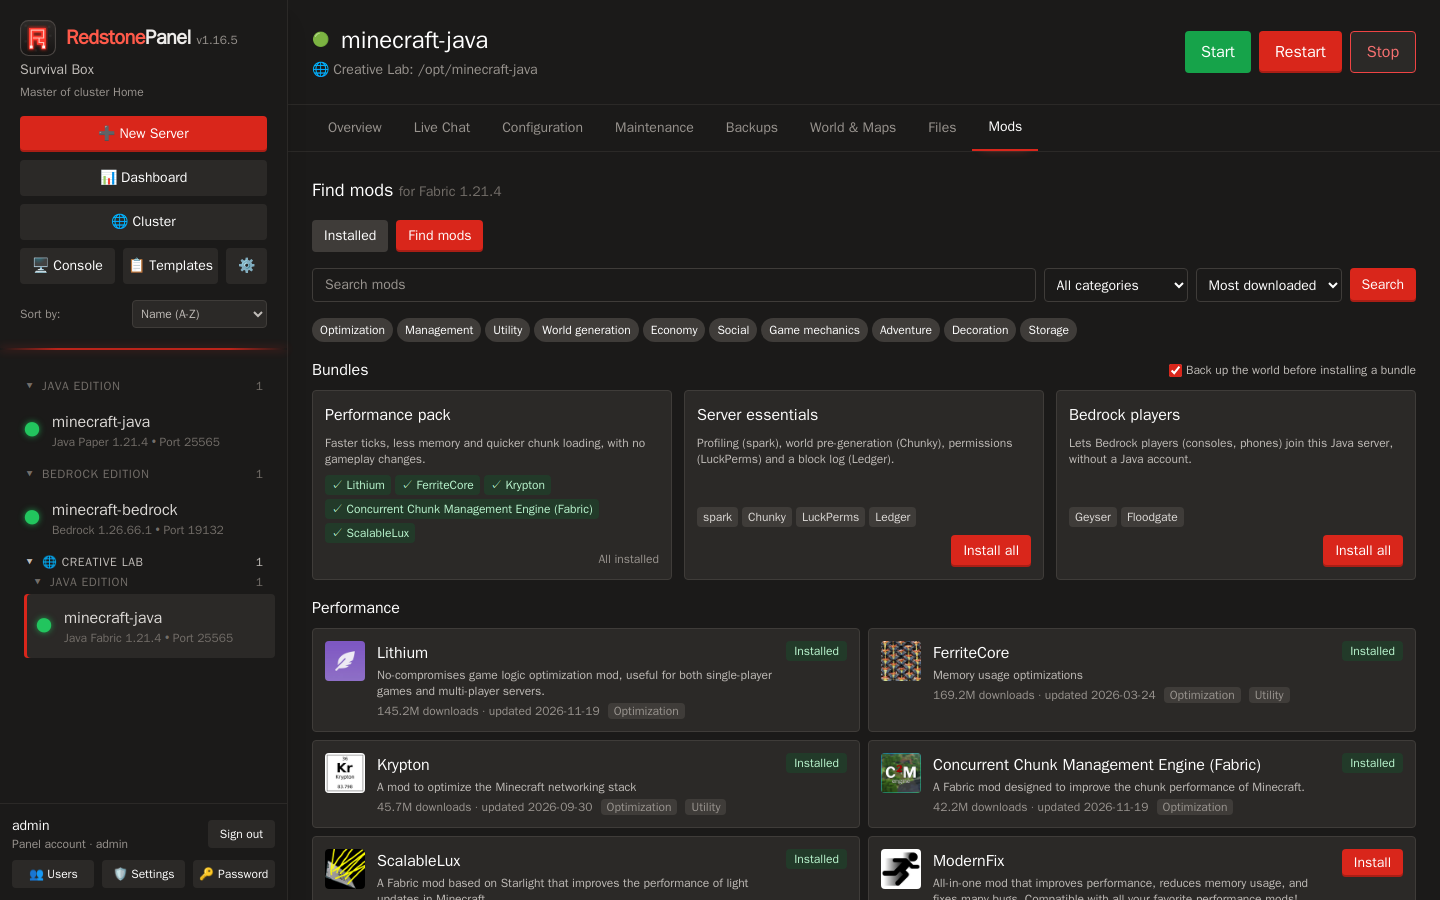 RedstonePanel v1.16.5
Survival Box
Master of cluster Home
➕ New Server
📊 Dashboard
🌐 Cluster
🖥️ Console
📋 Templates
⚙️
Sort by:
Name (A-Z)
▼ JAVA EDITION 1
minecraft-java
Java Paper 1.21.4 • Port 25565
▼ BEDROCK EDITION 1
minecraft-bedrock
Bedrock 1.26.66.1 • Port 19132
▼ 🌐 CREATIVE LAB 1
▼ JAVA EDITION 1
minecraft-java
Java Fabric 1.21.4 • Port 25565
admin
Panel account · admin
Sign out
👥 Users
🛡️ Settings
🔑 Password
minecraft-java
🌐 Creative Lab: /opt/minecraft-java
Start
Restart
Stop
Overview
Live Chat
Configuration
Maintenance
Backups
World & Maps
Files
Mods
Find mods for Fabric 1.21.4
Installed
Find mods
Search mods
All categories
Most downloaded
Search
Optimization
Management
Utility
World generation
Economy
Social
Game mechanics
Adventure
Decoration
Storage
Bundles
Back up the world before installing a bundle
Performance pack
Faster ticks, less memory and quicker chunk loading, with no
gameplay changes.
✓ Lithium
✓ FerriteCore
✓ Krypton
✓ Concurrent Chunk Management Engine (Fabric)
✓ ScalableLux
All installed
Server essentials
Profiling (spark), world pre-generation (Chunky), permissions
(LuckPerms) and a block log (Ledger).
spark
Chunky
LuckPerms
Ledger
Install all
Bedrock players
Lets Bedrock players (consoles, phones) join this Java server,
without a Java account.
Geyser
Floodgate
Install all
Performance
Lithium
Installed
No-compromises game logic optimization mod, useful for both single-player
games and multi-player servers.
145.2M downloads · updated 2026-11-19 Optimization
FerriteCore
Installed
Memory usage optimizations
169.2M downloads · updated 2026-03-24 Optimization Utility
Kr
Krypton
Krypton
Installed
A mod to optimize the Minecraft networking stack
45.7M downloads · updated 2026-09-30 Optimization Utility
Concurrent Chunk Management Engine (Fabric)
Installed
A Fabric mod designed to improve the chunk performance of Minecraft.
42.2M downloads · updated 2026-11-19 Optimization
ScalableLux
Installed
A Fabric mod based on Starlight that improves the performance of light
updates in Minecraft
ModernFix
Install
All-in-one mod that improves performance, reduces memory usage, and
fixes many bugs. Compatible with all your favorite performance mods!